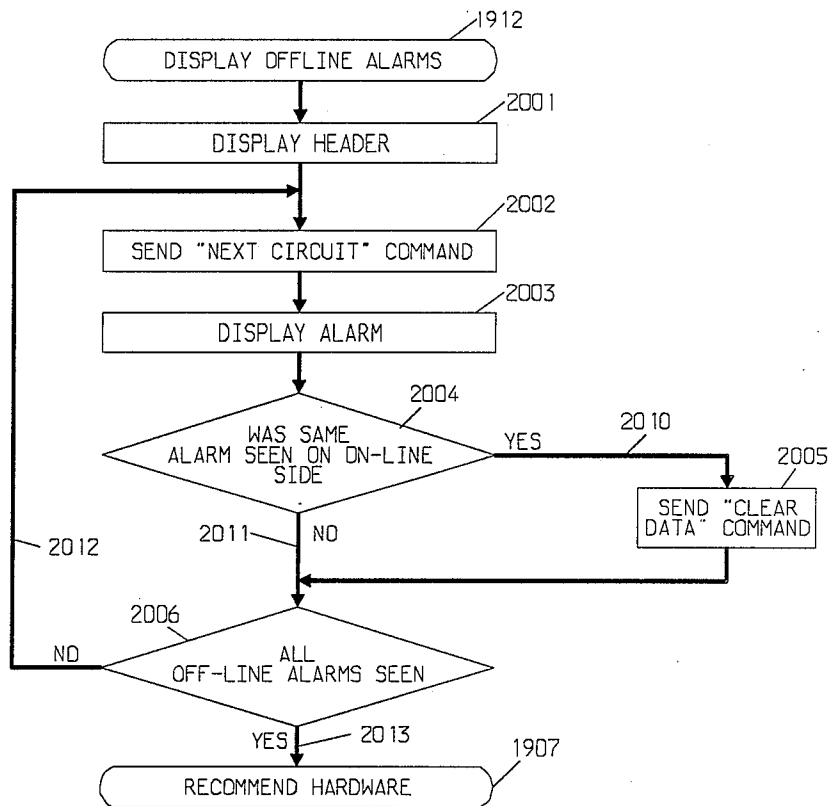 1912
DISPLAY OFFLINE ALARMS
2001
DISPLAY HEADER
2002
SEND "NEXT CIRCUIT" COMMAND
2003
DISPLAY ALARM
2004
WAS SAME
ALARM SEEN ON ON-LINE
SIDE
YES
2010
2005
SEND "CLEAR
DATA" COMMAND
2011
NO
2012
2006
ALL
OFF-LINE ALARMS SEEN
NO
YES
2013
1907
RECOMMEND HARDWARE